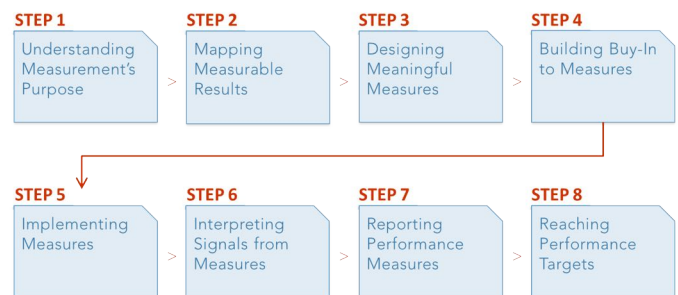 STEP 1
Understanding
Measurement's
Purpose
>
STEP 2
Mapping
Measurable
Results
>
STEP 3
Designing
Meaningful
Measures
>
STEP 4
Building Buy-In
to Measures
STEP 5
Implementing
Measures
>
STEP 6
Interpreting
Signals from
Measures
>
STEP 7
Reporting
Performance
Measures
>
STEP 8
Reaching
Performance
Targets